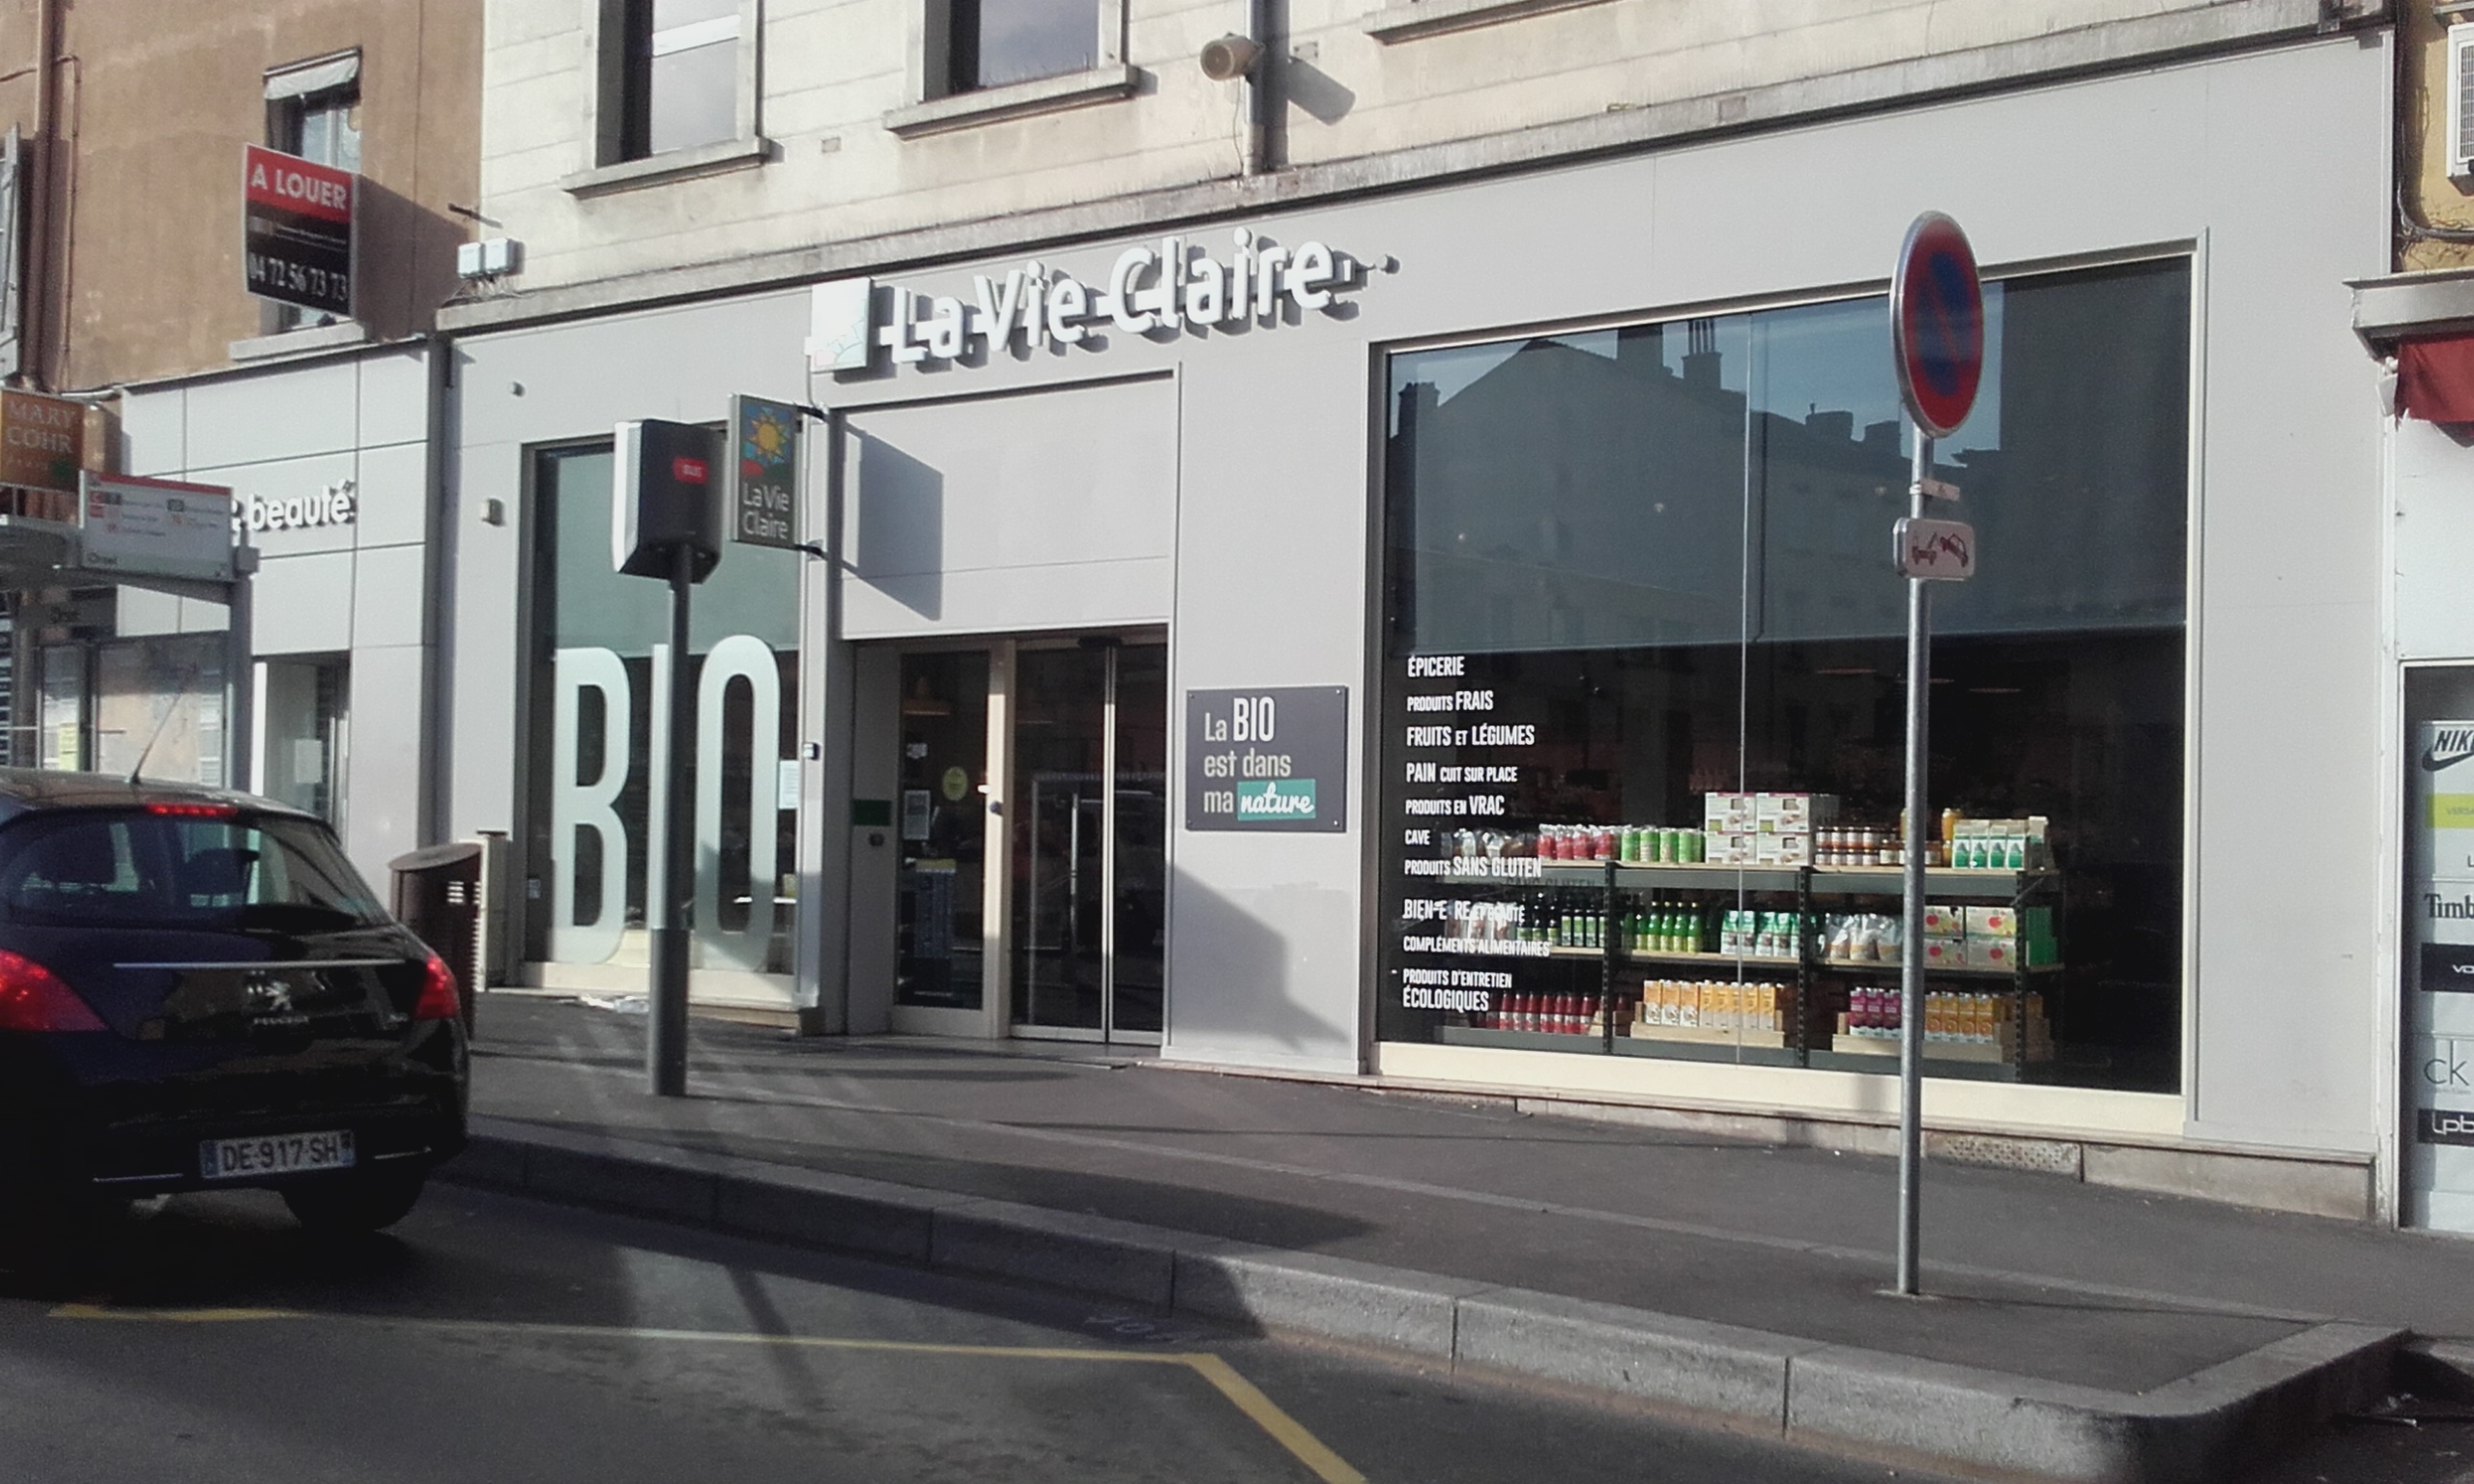 A LOUER
04 72 56 73 73
MARY
COHR
beauté
La Vie Claire
La Vie
Claire
BIO
La BIO
est dans
ma nature
ÉPICERIE
PRODUITS FRAIS
FRUITS ET LÉGUMES
PAIN CUIT SUR PLACE
PRODUITS EN VRAC
CAVE
PRODUITS SANS GLUTEN
ET BEAUTÉ
COMPLÉMENTS ALIMENTAIRES
PRODUITS D'ENTRETIEN
ÉCOLOGIQUES
PEUGEOT
DE-917-SH
ck